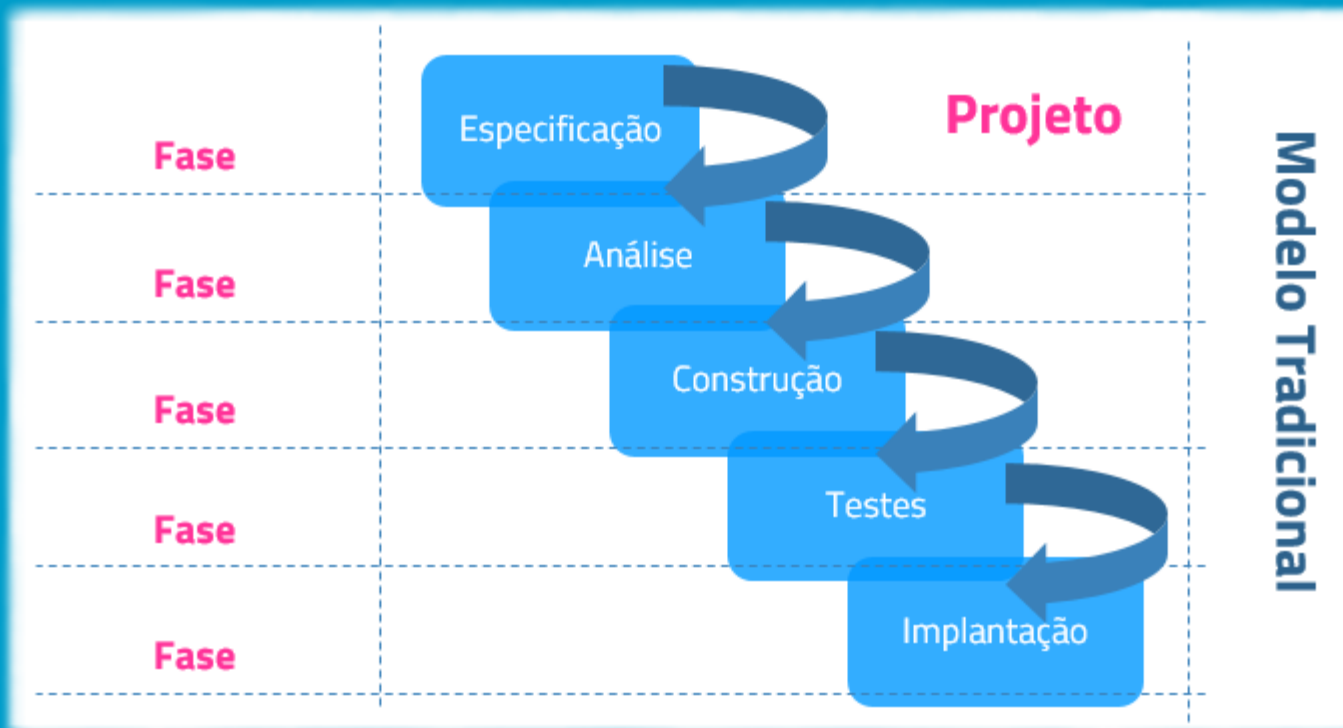 Especificação
Projeto
Fase
Análise
Fase
Construção
Fase
Testes
Fase
Implantação
Fase
Modelo Tradicional